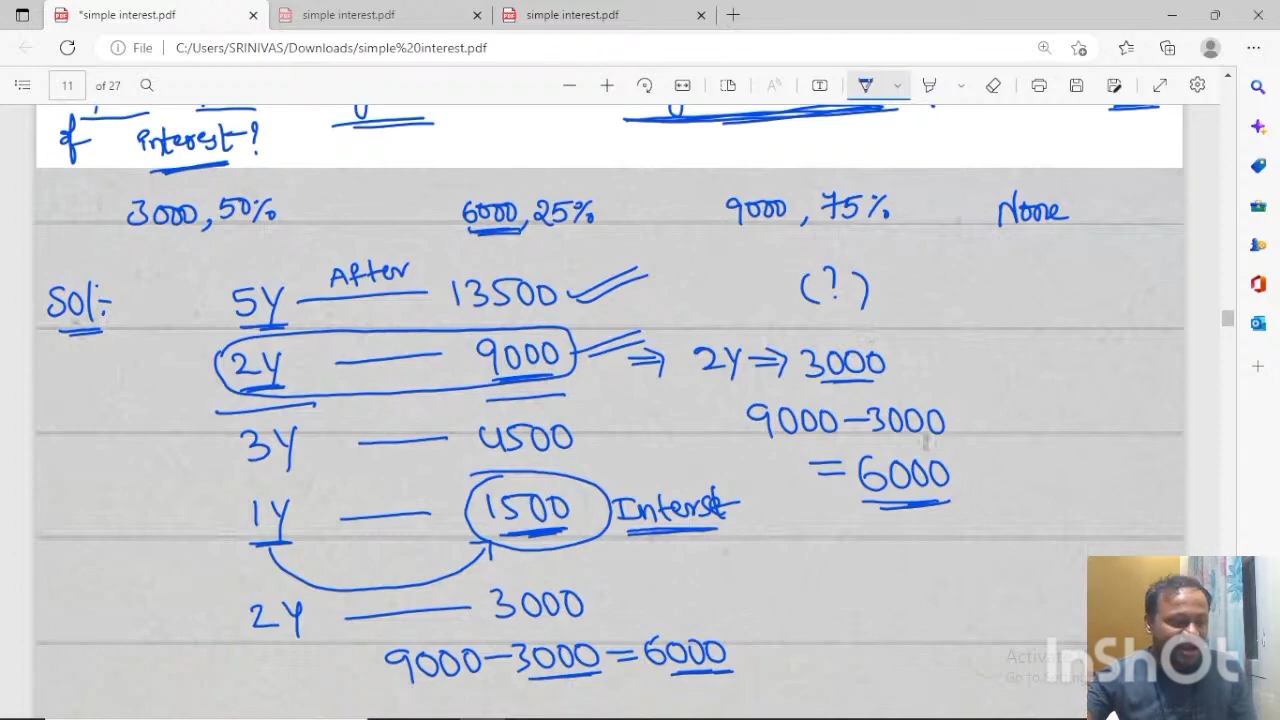 *simple interest.pdf
simple interest.pdf
simple interest.pdf
File C:/Users/SRINIVAS/Downloads/simple%20interest.pdf
11 of 27
of interest?
3000, 50% 6000, 25% 9000, 75% None
Sol:-
5Y After 13500 (?)
2Y — 9000 ⇒ 2Y ⇒ 3000
9000 - 3000
3Y — 4500
= 6000
1Y — 1500 Interest
2Y — 3000
9000 - 3000 = 6000
InShOt